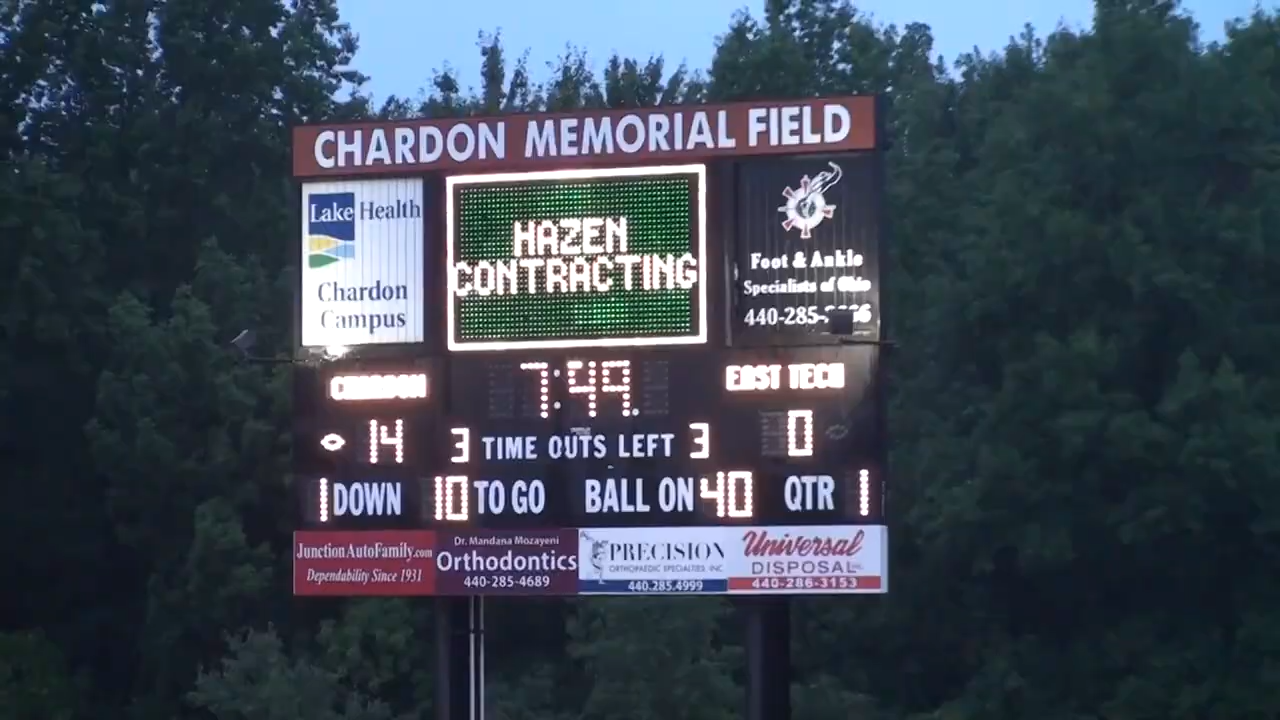 CHARDON MEMORIAL FIELD
Lake Health
Chardon
Campus
HAZEN
CONTRACTING
Foot & Ankle
Specialists of Ohio
440-285-
CHARDON
7:49
EAST TECH
14
3 TIME OUTS LEFT 3
0
1 DOWN 10 TO GO BALL ON 40 QTR 1
JunctionAutoFamily.com
Dependability Since 1931
Dr. Mandana Mozayeni
Orthodontics
440-285-4689
PRECISION
ORTHOPAEDIC SPECIALTIES, INC
440.285.4999
Universal
DISPOSAL INC.
440-286-3153